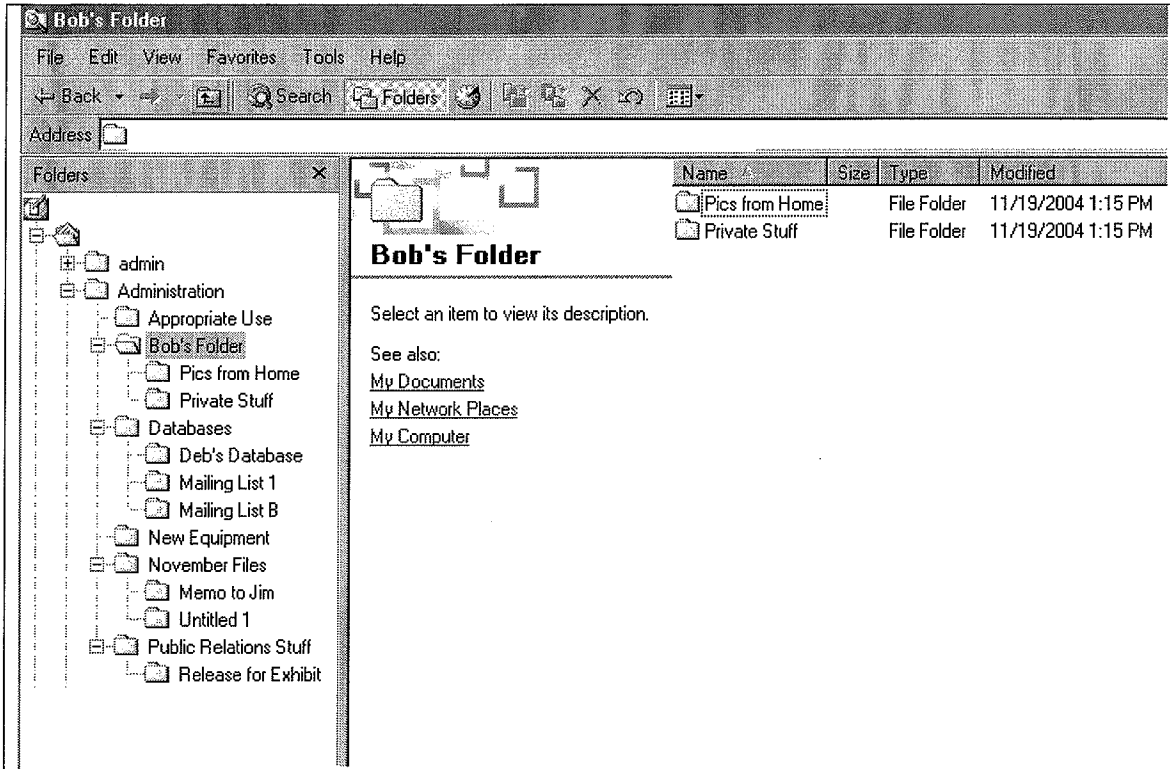 Bob's Folder
File Edit View Favorites Tools Help
Back Search Folders
Address
Folders
admin
Administration
Appropriate Use
Bob's Folder
Pics from Home
Private Stuff
Databases
Deb's Database
Mailing List 1
Mailing List B
New Equipment
November Files
Memo to Jim
Untitled 1
Public Relations Stuff
Release for Exhibit
Bob's Folder
Select an item to view its description.
See also:
My Documents
My Network Places
My Computer
Name Size Type Modified
Pics from Home File Folder 11/19/2004 1:15 PM
Private Stuff File Folder 11/19/2004 1:15 PM